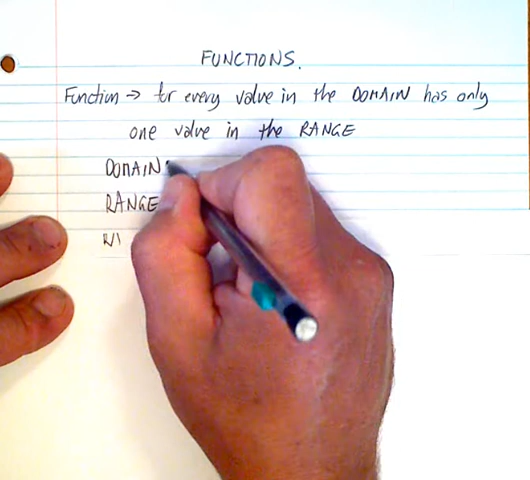 FUNCTIONS.
Function → for every value in the DOMAIN has only
one value in the RANGE
DOMAIN
RANGE